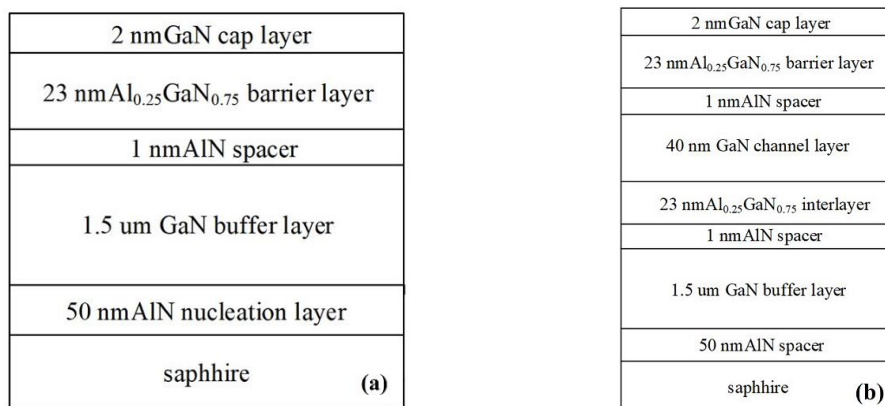 2 nmGaN cap layer
23 nmAl₀.₂₅GaN₀.₇₅ barrier layer
1 nmAlN spacer
1.5 um GaN buffer layer
50 nmAlN nucleation layer
saphhire
(a)
2 nmGaN cap layer
23 nmAl₀.₂₅GaN₀.₇₅ barrier layer
1 nmAlN spacer
40 nm GaN channel layer
23 nmAl₀.₂₅GaN₀.₇₅ interlayer
1 nmAlN spacer
1.5 um GaN buffer layer
50 nmAlN spacer
saphhire
(b)